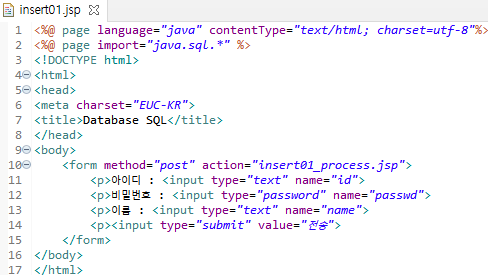 insert01.jsp
1 <%@ page language="java" contentType="text/html; charset=utf-8"%>
2 <%@ page import="java.sql.*" %>
3 <!DOCTYPE html>
4 <html>
5 <head>
6 <meta charset="EUC-KR">
7 <title>Database SQL</title>
8 </head>
9 <body>
10 <form method="post" action="insert01_process.jsp">
11 <p>아이디 : <input type="text" name="id">
12 <p>비밀번호 : <input type="password" name="passwd">
13 <p>이름 : <input type="text" name="name">
14 <p><input type="submit" value="전송">
15 </form>
16 </body>
17 </html>